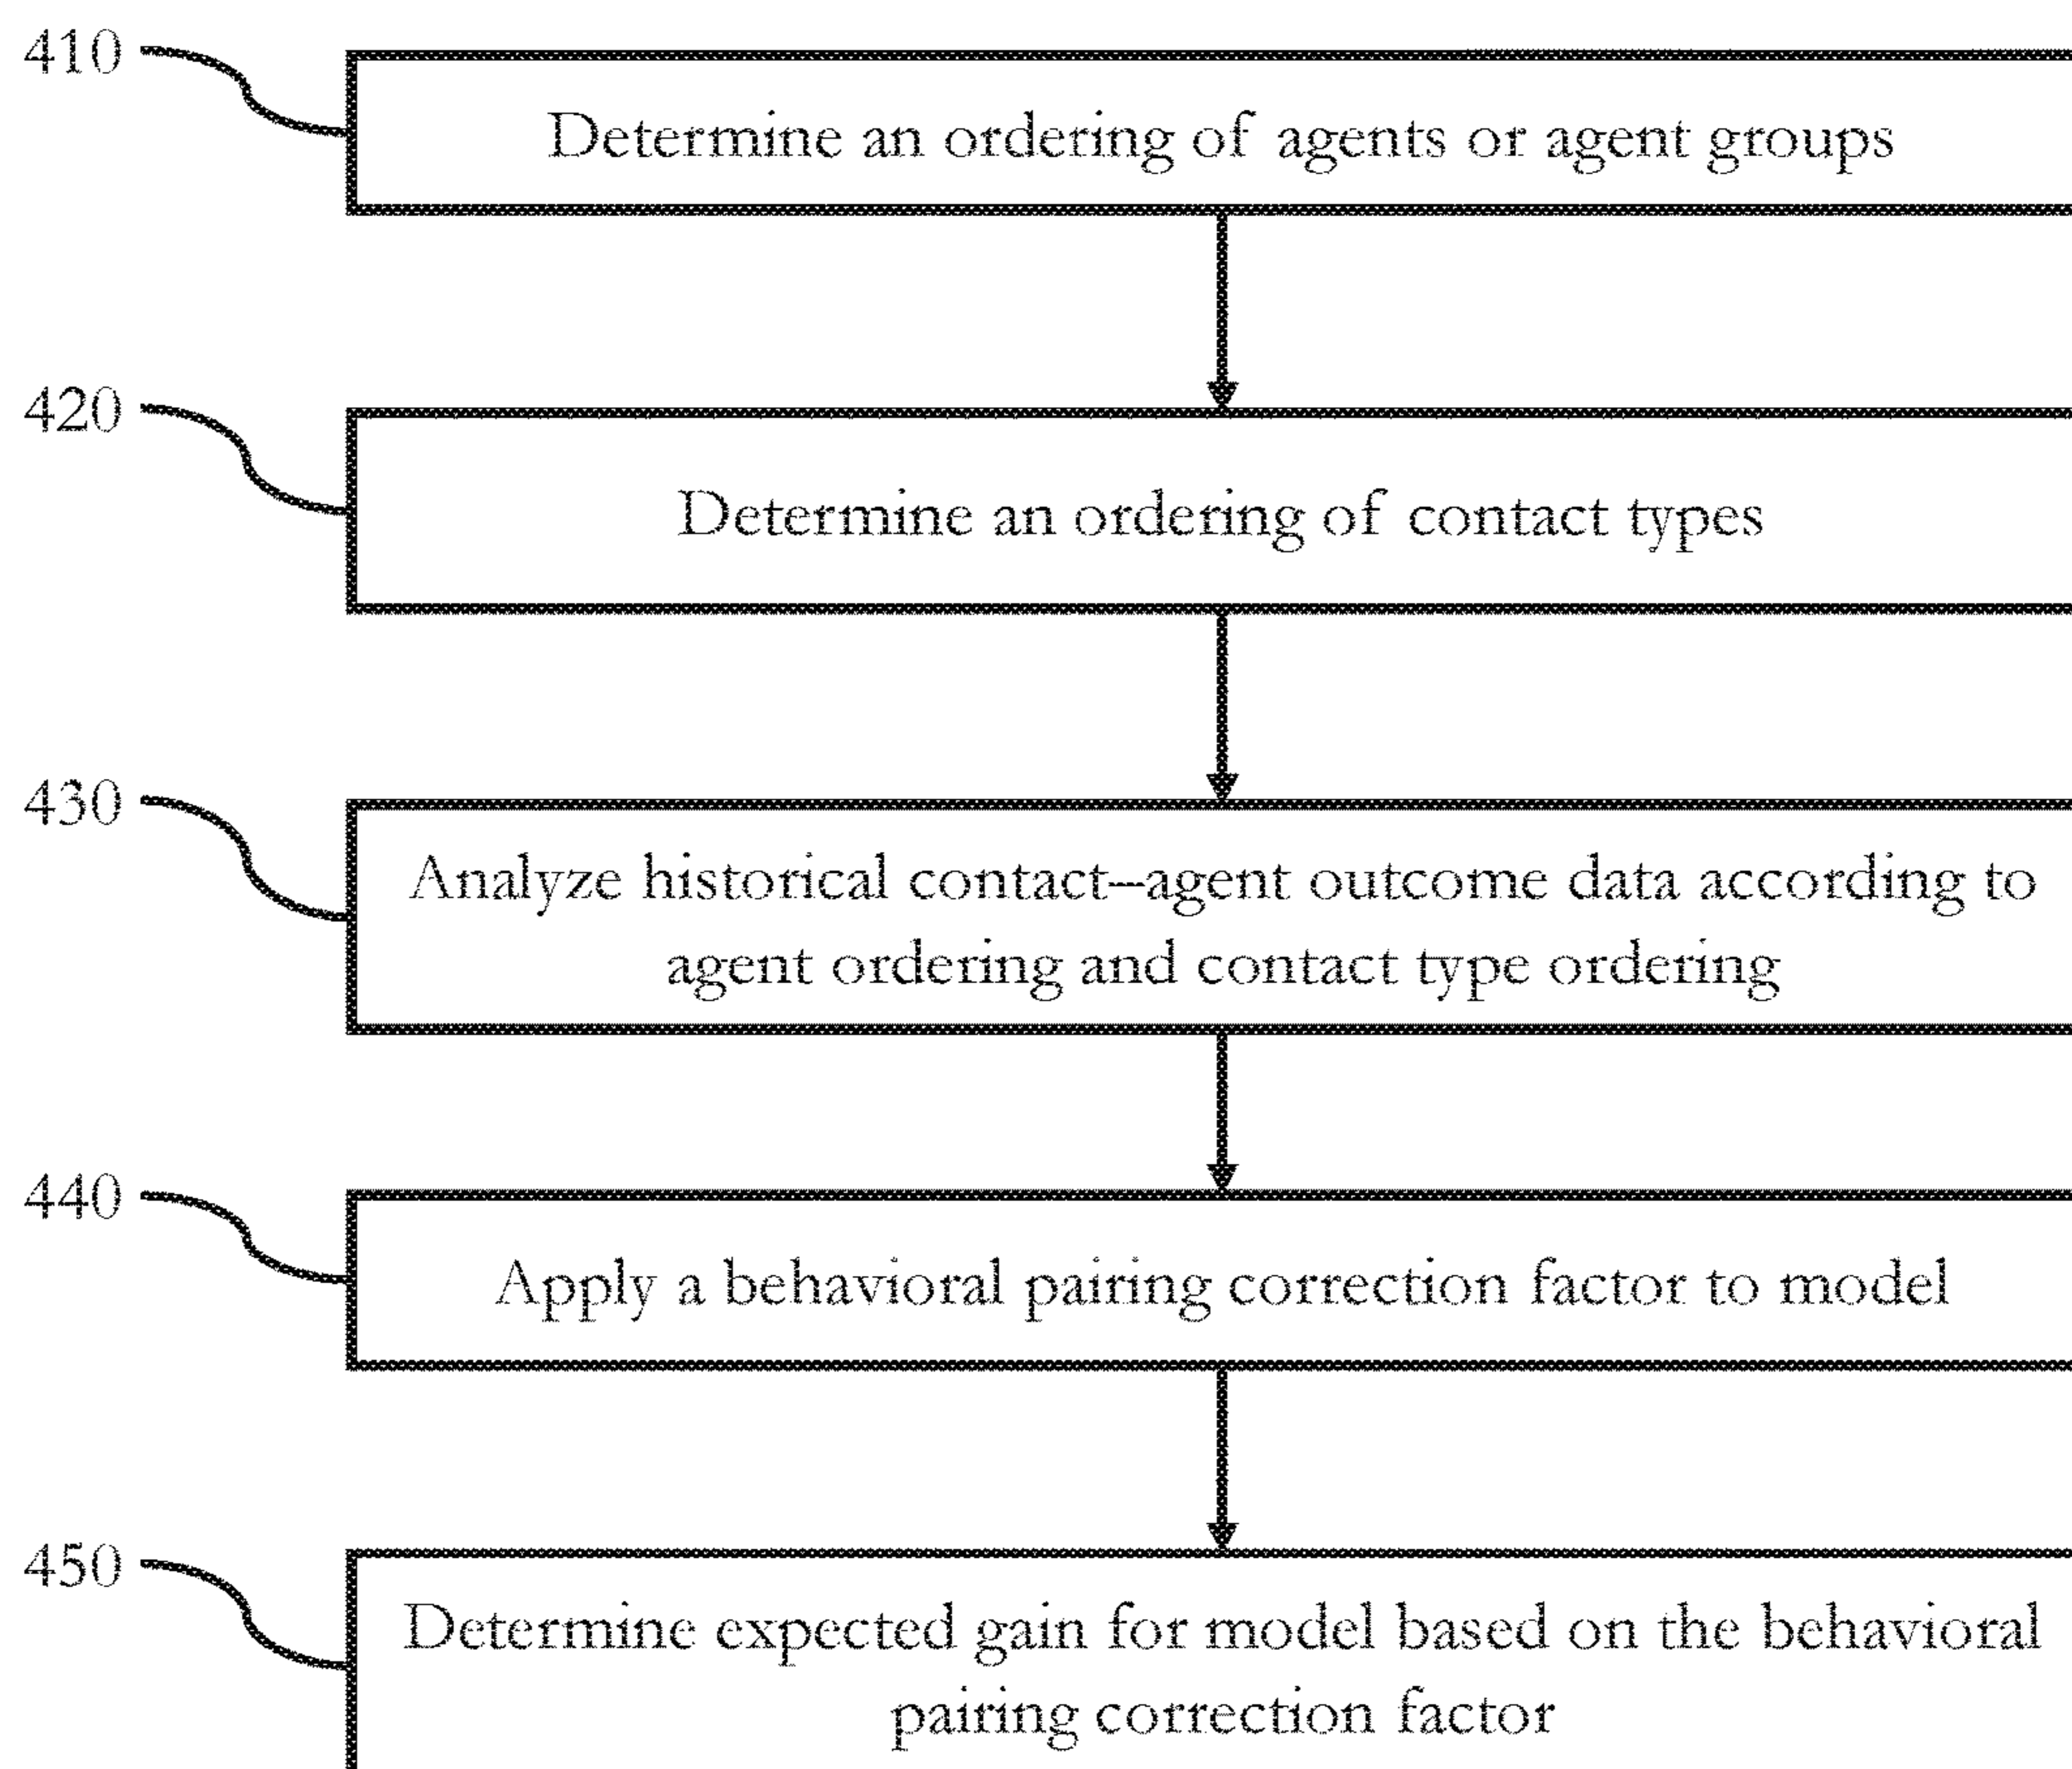 410
Determine an ordering of agents or agent groups
420
Determine an ordering of contact types
430
Analyze historical contact–agent outcome data according to
agent ordering and contact type ordering
440
Apply a behavioral pairing correction factor to model
450
Determine expected gain for model based on the behavioral
pairing correction factor